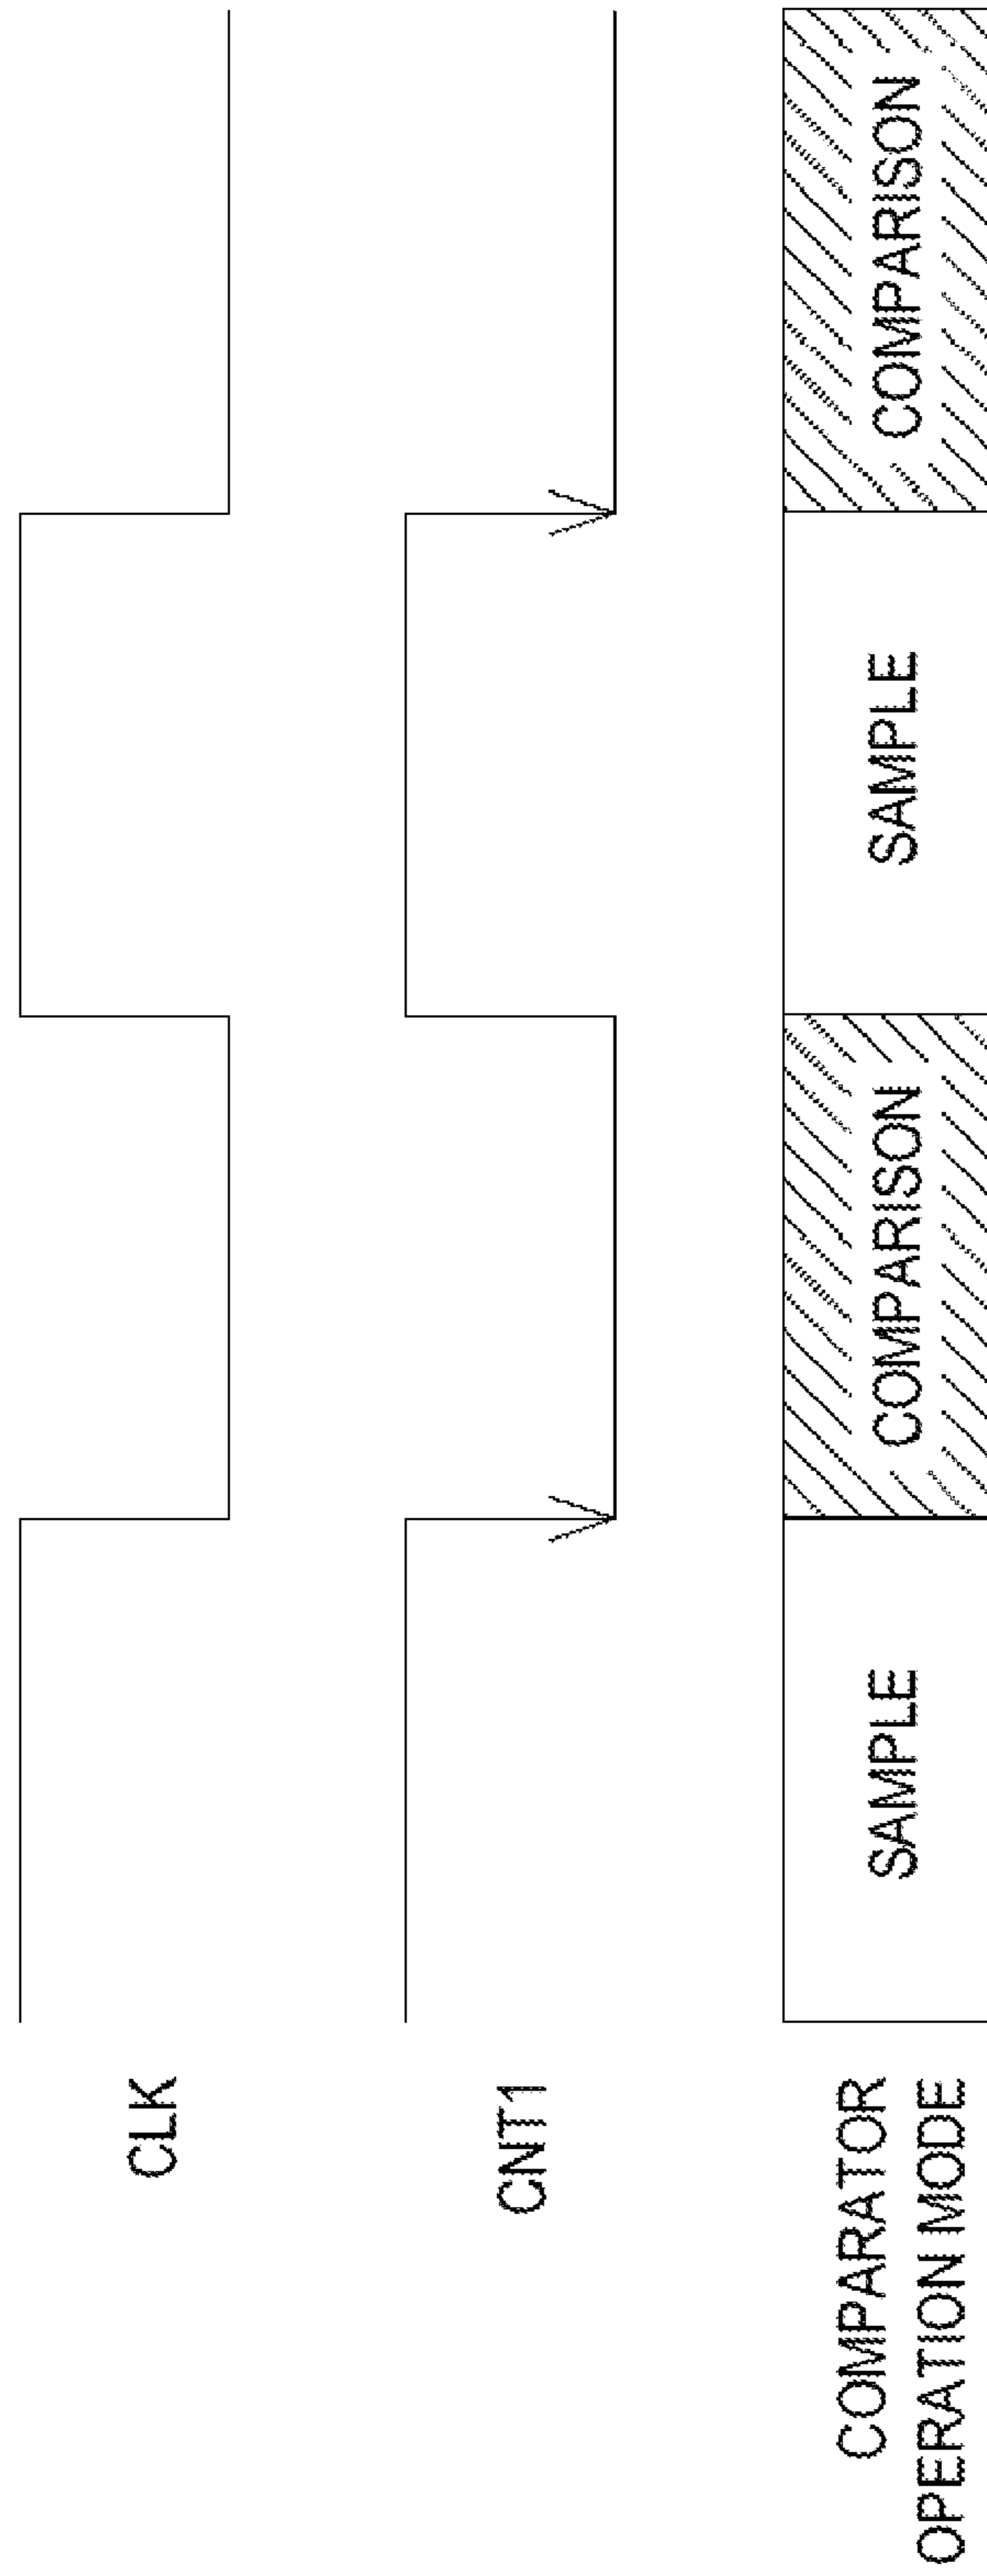 CLK
CNT1
COMPARATOR
OPERATION MODE
SAMPLE
COMPARISON
SAMPLE
COMPARISON